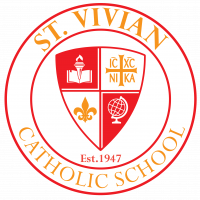 ST. VIVIAN
IC XC
NI KA
Est.1947
CATHOLIC SCHOOL